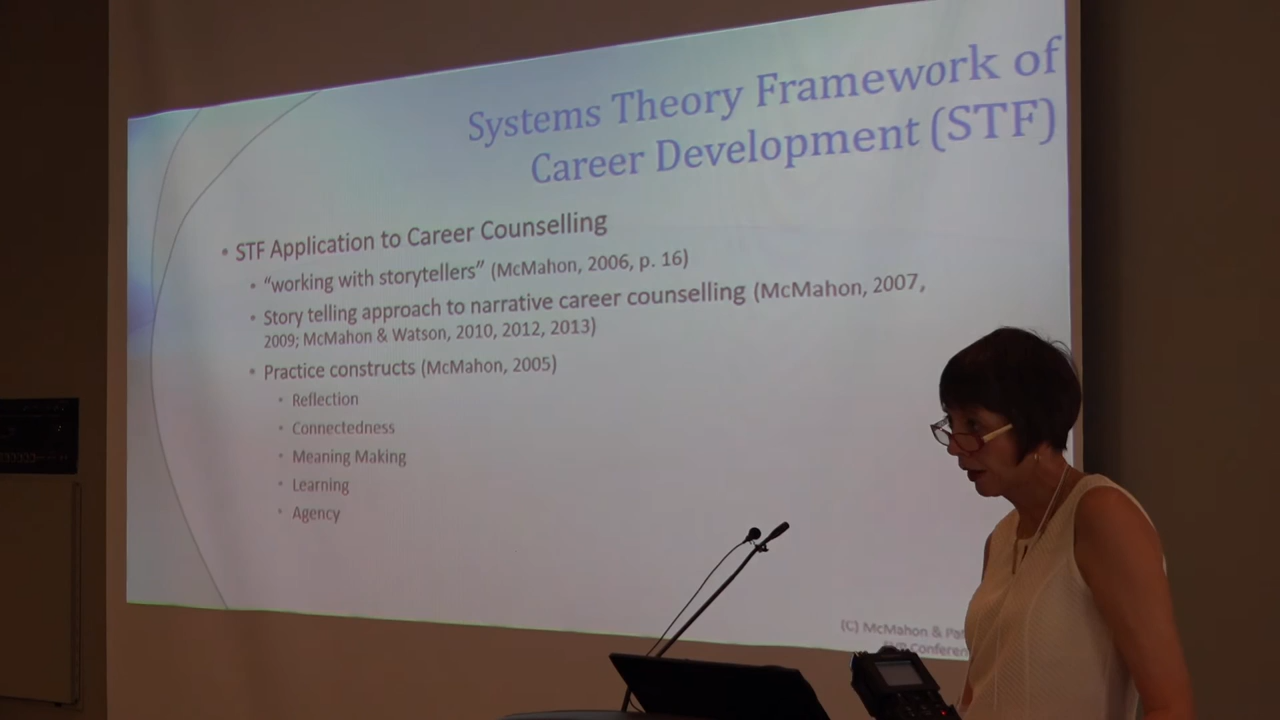 Systems Theory Framework of
Career Development (STF)
• STF Application to Career Counselling
• “working with storytellers” (McMahon, 2006, p. 16)
• Story telling approach to narrative career counselling (McMahon, 2007,
2009; McMahon & Watson, 2010, 2012, 2013)
• Practice constructs (McMahon, 2005)
• Reflection
• Connectedness
• Meaning Making
• Learning
• Agency
(C) McMahon &